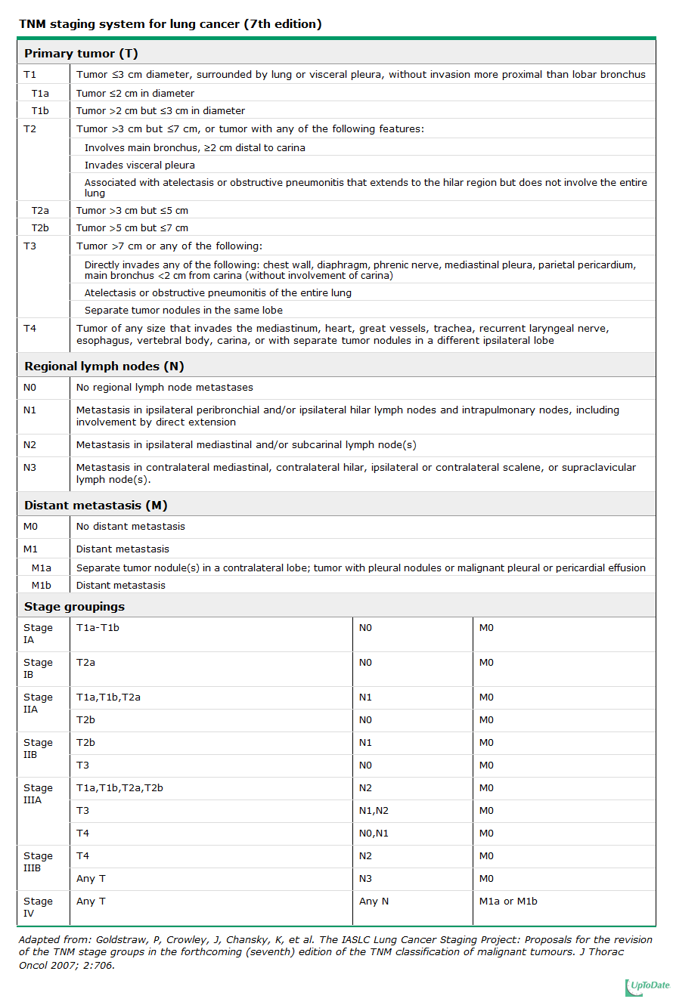 TNM staging system for lung cancer (7th edition)
Primary tumor (T)
T1 Tumor ≤3 cm diameter, surrounded by lung or visceral pleura, without invasion more proximal than lobar bronchus
T1a Tumor ≤2 cm in diameter
T1b Tumor >2 cm but ≤3 cm in diameter
T2 Tumor >3 cm but ≤7 cm, or tumor with any of the following features:
Involves main bronchus, ≥2 cm distal to carina
Invades visceral pleura
Associated with atelectasis or obstructive pneumonitis that extends to the hilar region but does not involve the entire
lung
T2a Tumor >3 cm but ≤5 cm
T2b Tumor >5 cm but ≤7 cm
T3 Tumor >7 cm or any of the following:
Directly invades any of the following: chest wall, diaphragm, phrenic nerve, mediastinal pleura, parietal pericardium,
main bronchus <2 cm from carina (without involvement of carina)
Atelectasis or obstructive pneumonitis of the entire lung
Separate tumor nodules in the same lobe
T4 Tumor of any size that invades the mediastinum, heart, great vessels, trachea, recurrent laryngeal nerve,
esophagus, vertebral body, carina, or with separate tumor nodules in a different ipsilateral lobe
Regional lymph nodes (N)
N0 No regional lymph node metastases
N1 Metastasis in ipsilateral peribronchial and/or ipsilateral hilar lymph nodes and intrapulmonary nodes, including
involvement by direct extension
N2 Metastasis in ipsilateral mediastinal and/or subcarinal lymph node(s)
N3 Metastasis in contralateral mediastinal, contralateral hilar, ipsilateral or contralateral scalene, or supraclavicular
lymph node(s).
Distant metastasis (M)
M0 No distant metastasis
M1 Distant metastasis
M1a Separate tumor nodule(s) in a contralateral lobe; tumor with pleural nodules or malignant pleural or pericardial effusion
M1b Distant metastasis
Stage groupings
Stage T1a-T1b N0 M0
IA
Stage T2a N0 M0
IB
Stage T1a,T1b,T2a N1 M0
IIA
T2b N0 M0
Stage T2b N1 M0
IIB
T3 N0 M0
Stage T1a,T1b,T2a,T2b N2 M0
IIIA
T3 N1,N2 M0
T4 N0,N1 M0
Stage T4 N2 M0
IIIB
Any T N3 M0
Stage Any T Any N M1a or M1b
IV
Adapted from: Goldstraw, P, Crowley, J, Chansky, K, et al. The IASLC Lung Cancer Staging Project: Proposals for the revision
of the TNM stage groups in the forthcoming (seventh) edition of the TNM classification of malignant tumours. J Thorac
Oncol 2007; 2:706.
UpToDate